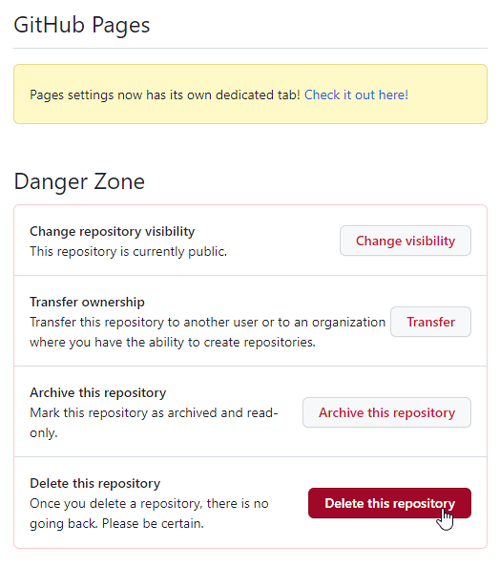 GitHub Pages
Pages settings now has its own dedicated tab! Check it out here!
Danger Zone
Change repository visibility
This repository is currently public.
Change visibility
Transfer ownership
Transfer this repository to another user or to an organization
where you have the ability to create repositories.
Transfer
Archive this repository
Mark this repository as archived and read-
only.
Archive this repository
Delete this repository
Once you delete a repository, there is no
going back. Please be certain.
Delete this repository